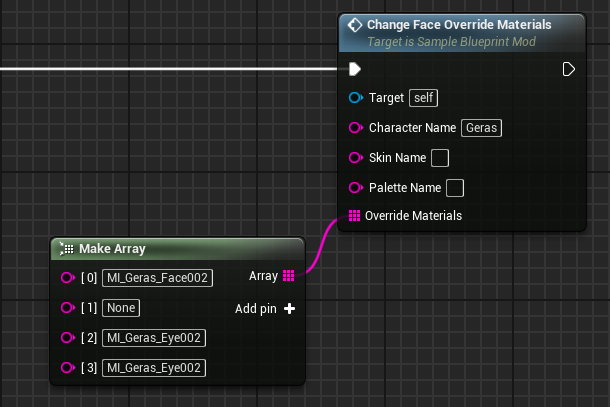 Change Face Override Materials
Target is Sample Blueprint Mod
Target self
Character Name Geras
Skin Name
Palette Name
Override Materials
Make Array
[ 0] MI_Geras_Face002 Array
[ 1] None Add pin +
[ 2] MI_Geras_Eye002
[ 3] MI_Geras_Eye002